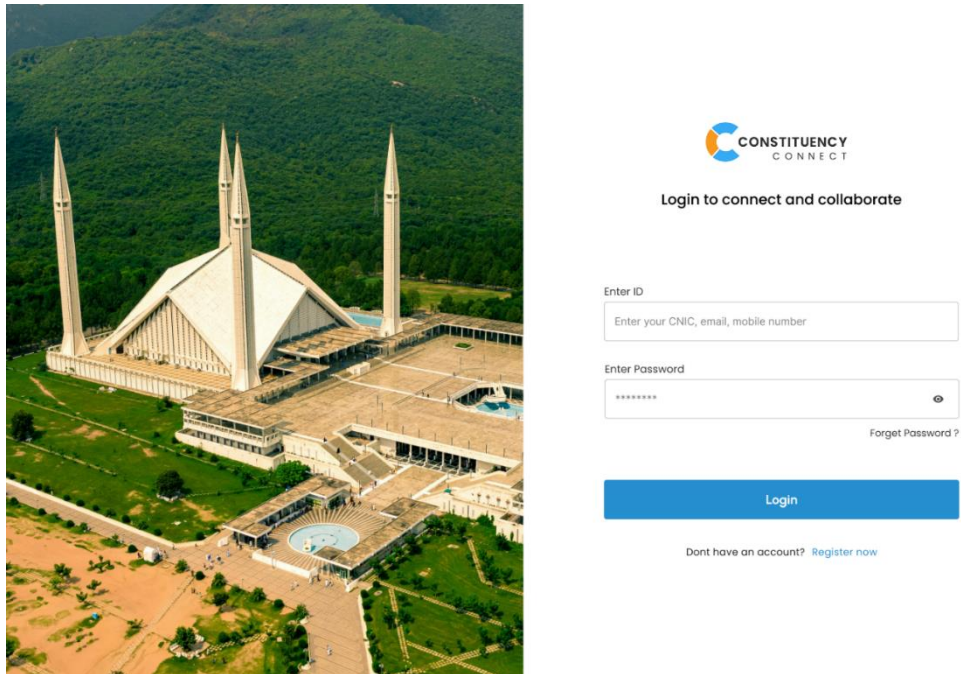 CONSTITUENCY
CONNECT
Login to connect and collaborate
Enter ID
Enter your CNIC, email, mobile number
Enter Password
********
Forget Password ?
Login
Dont have an account? Register now